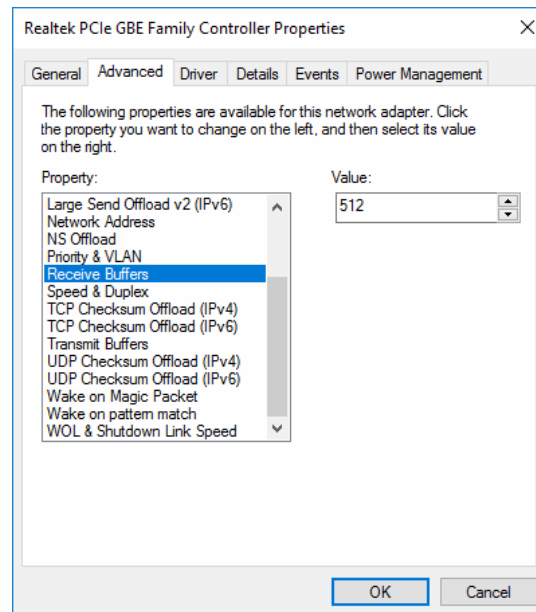 Realtek PCIe GBE Family Controller Properties
General Advanced Driver Details Events Power Management
The following properties are available for this network adapter. Click
the property you want to change on the left, and then select its value
on the right.
Property:
Value:
Large Send Offload v2 (IPv6)
512
Network Address
NS Offload
Priority & VLAN
Receive Buffers
Speed & Duplex
TCP Checksum Offload (IPv4)
TCP Checksum Offload (IPv6)
Transmit Buffers
UDP Checksum Offload (IPv4)
UDP Checksum Offload (IPv6)
Wake on Magic Packet
Wake on pattern match
WOL & Shutdown Link Speed
OK
Cancel